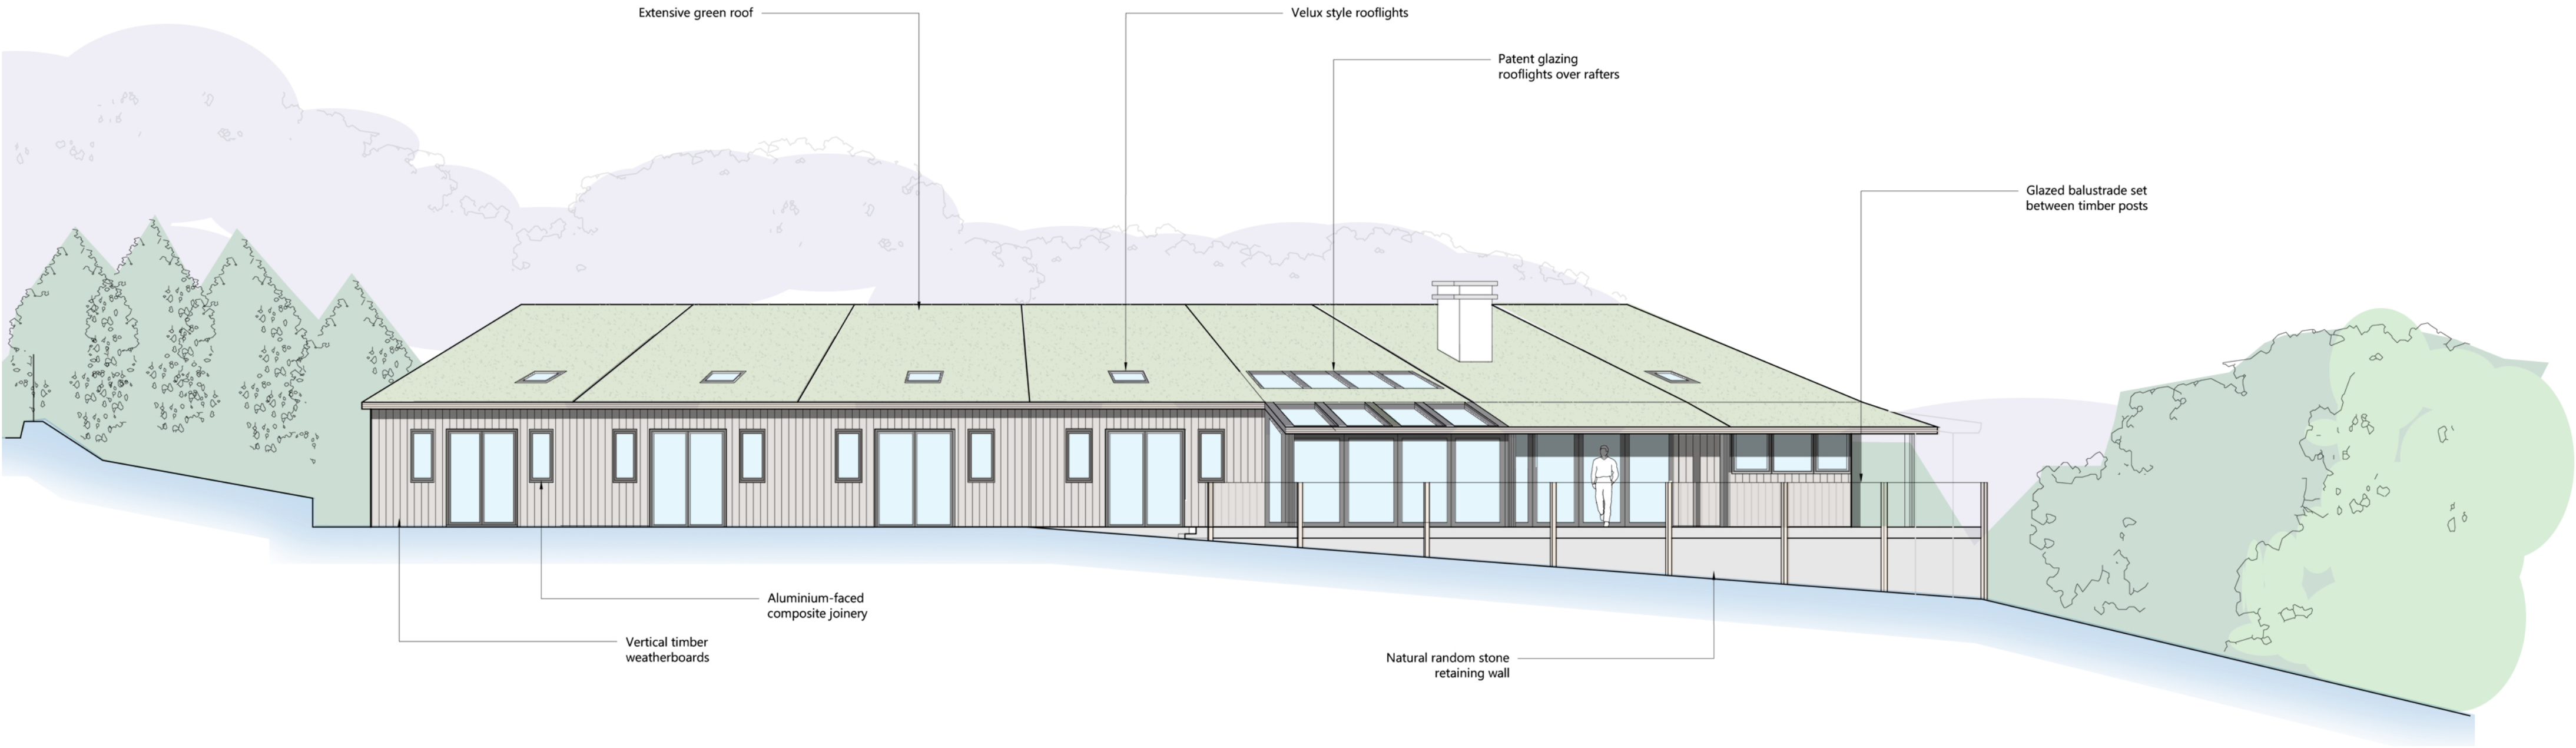 Extensive green roof
Velux style rooflights
Patent glazing
rooflights over rafters
Glazed balustrade set
between timber posts
Aluminium-faced
composite joinery
Vertical timber
weatherboards
Natural random stone
retaining wall